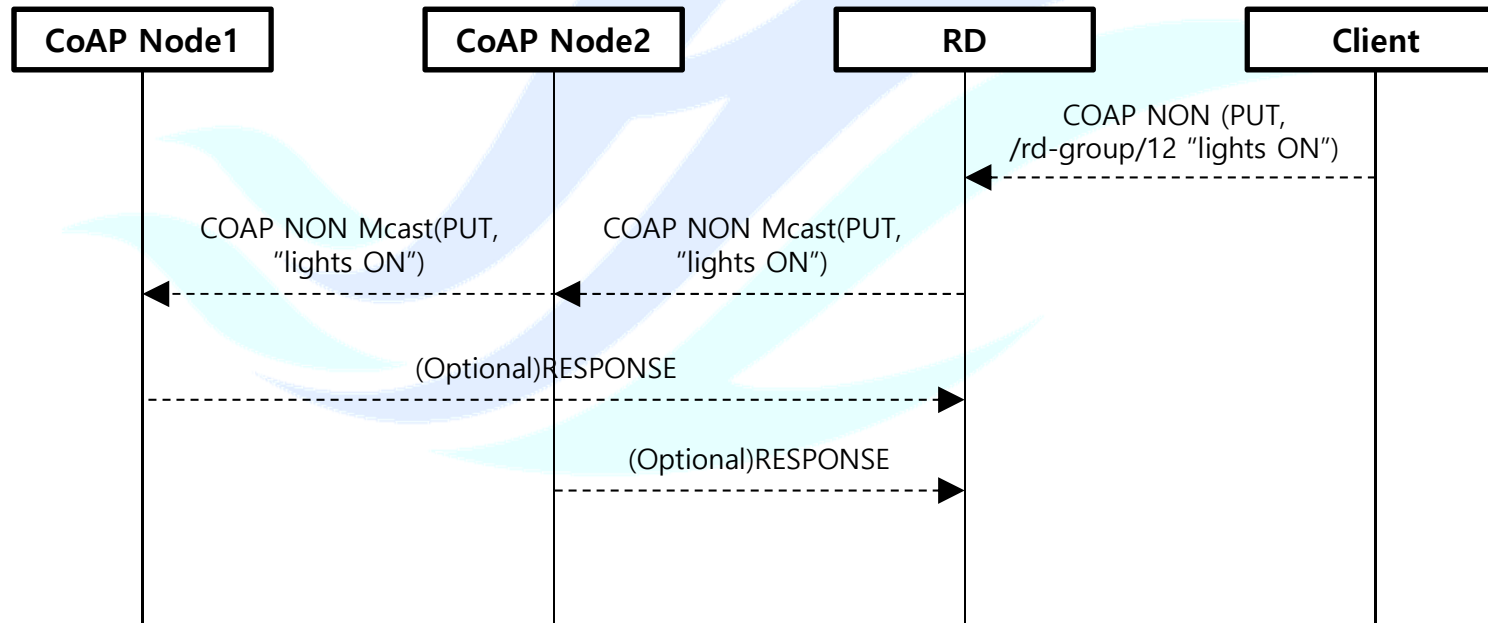 CoAP Node1
CoAP Node2
RD
Client
COAP NON (PUT,
/rd-group/12 “lights ON”)
COAP NON Mcast(PUT,
“lights ON”)
COAP NON Mcast(PUT,
“lights ON”)
(Optional)RESPONSE
(Optional)RESPONSE